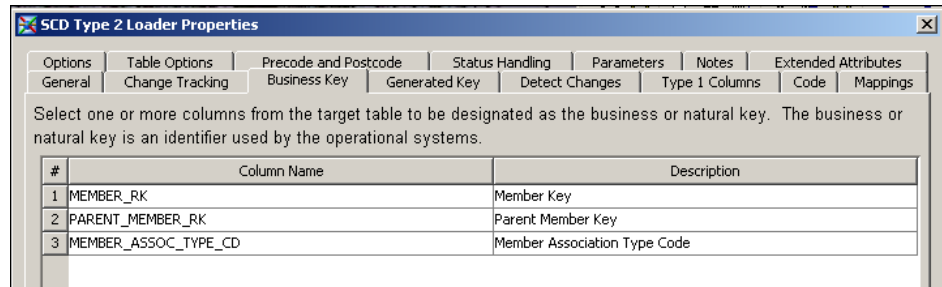 SCD Type 2 Loader Properties
Options Table Options Precode and Postcode Status Handling Parameters Notes Extended Attributes
General Change Tracking Business Key Generated Key Detect Changes Type 1 Columns Code Mappings
Select one or more columns from the target table to be designated as the business or natural key. The business or
natural key is an identifier used by the operational systems.
# Column Name Description
1 MEMBER_RK Member Key
2 PARENT_MEMBER_RK Parent Member Key
3 MEMBER_ASSOC_TYPE_CD Member Association Type Code